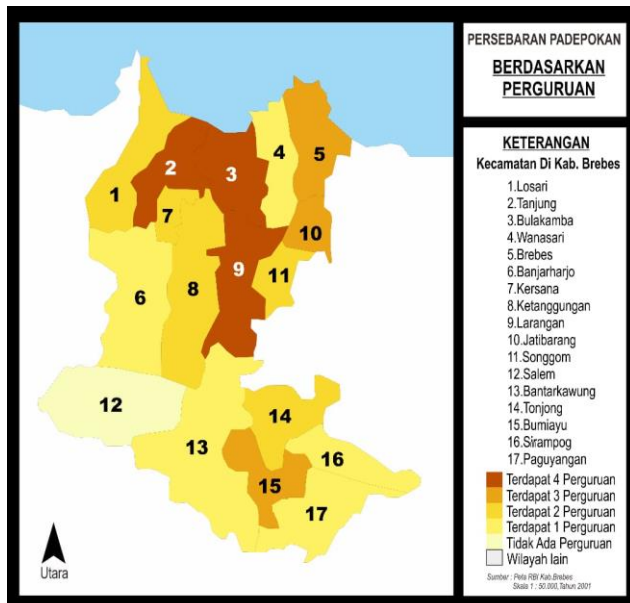 PERSEBARAN PADEPOKAN
BERDASARKAN
PERGURUAN
KETERANGAN
Kecamatan Di Kab. Brebes
1.Losari
2.Tanjung
3.Bulakamba
4.Wanasari
5.Brebes
6.Banjarharjo
7.Kersana
8.Ketanggungan
9.Larangan
10.Jatibarang
11.Songgom
12.Salem
13.Bantarkawung
14.Tonjong
15.Bumiayu
16.Sirampog
17.Paguyangan
Terdapat 4 Perguruan
Terdapat 3 Perguruan
Terdapat 2 Perguruan
Terdapat 1 Perguruan
Tidak Ada Perguruan
Wilayah lain
Sumber : Peta RBI Kab.Brebes
Skala 1 : 50.000,Tahun 2001
1
2
3
4
5
6
7
8
9
10
11
12
13
14
15
16
17
Utara